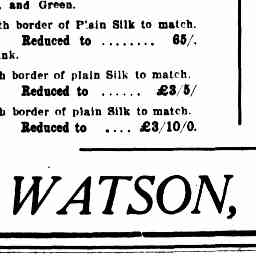 and Green.
border of Plain Silk to match.
Reduced to ........ 65/.
border of plain Silk to match.
Reduced to ...... £3/5/
border of plain Silk to match.
Reduced to .... £3/10/0.
WATSON,